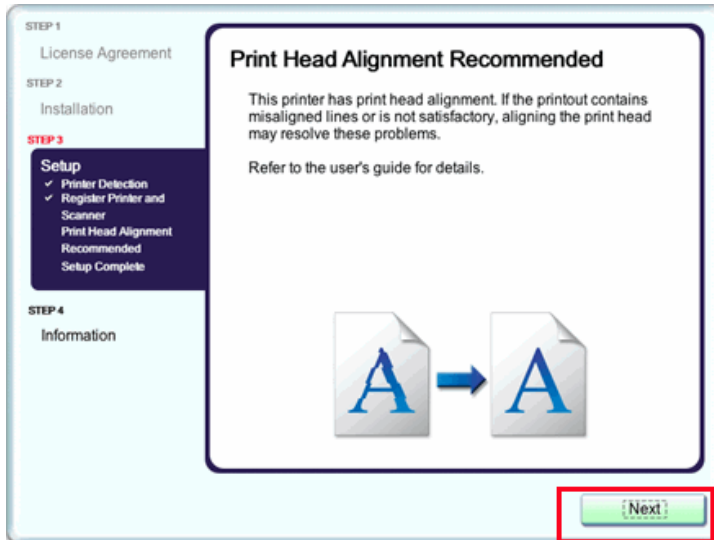 STEP 1
License Agreement
STEP 2
Installation
STEP 3
Setup
✓ Printer Detection
✓ Register Printer and
Scanner
Print Head Alignment
Recommended
Setup Complete
STEP 4
Information
Print Head Alignment Recommended
This printer has print head alignment. If the printout contains
misaligned lines or is not satisfactory, aligning the print head
may resolve these problems.
Refer to the user's guide for details.
A
A
Next